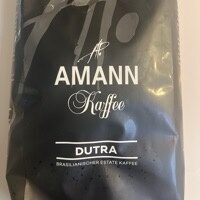 AMANN
Kaffee
DUTRA
BRASILIANISCHER ESTATE KAFFEE